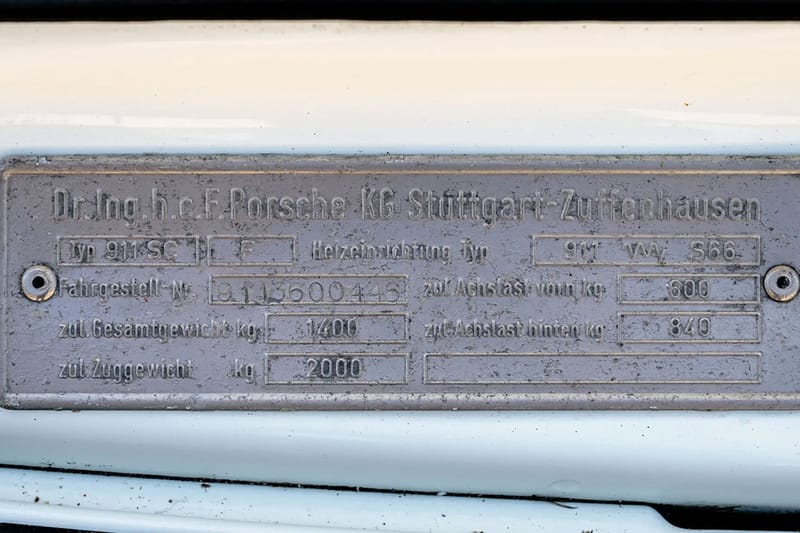 Dr. Ing. h.c. F. Porsche KG Stuttgart-Zuffenhausen
Typ 911 SC F Heizeinrichtung Typ 911 VW S66
Fahrgestell-Nr. 9113600446 zul. Achslast vorn kg 600
zul. Gesamtgewicht kg 1400 zul. Achslast hinten kg 840
zul. Zuggewicht kg 2000